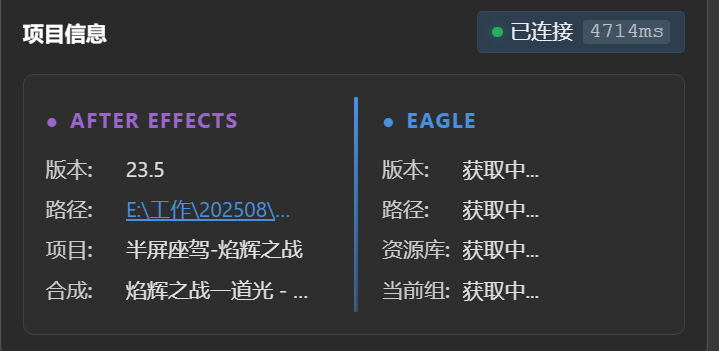 项目信息
已连接 4714ms
AFTER EFFECTS
版本: 23.5
路径: E:\工作\202508\...
项目: 半屏座驾-焰辉之战
合成: 焰辉之战一道光 - ...
EAGLE
版本: 获取中...
路径: 获取中...
资源库: 获取中...
当前组: 获取中...